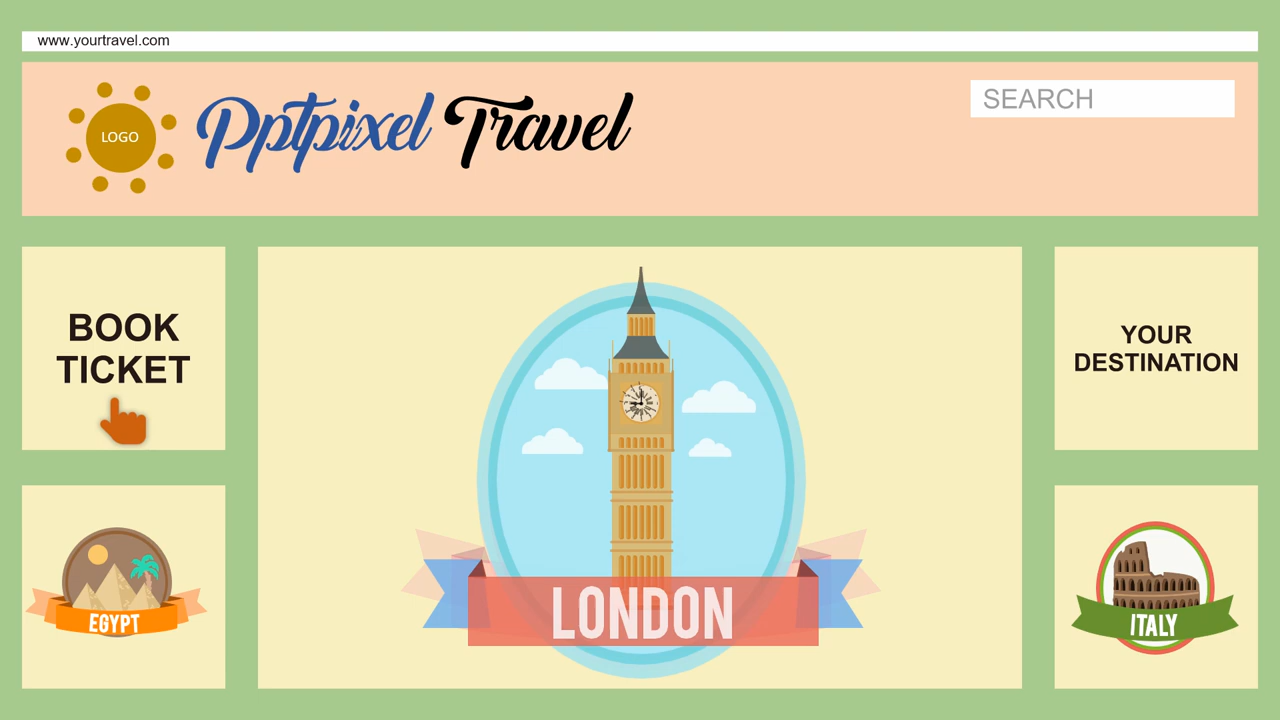 www.yourtravel.com
LOGO
Pptpixel Travel
SEARCH
BOOK
TICKET
YOUR
DESTINATION
LONDON
EGYPT
ITALY